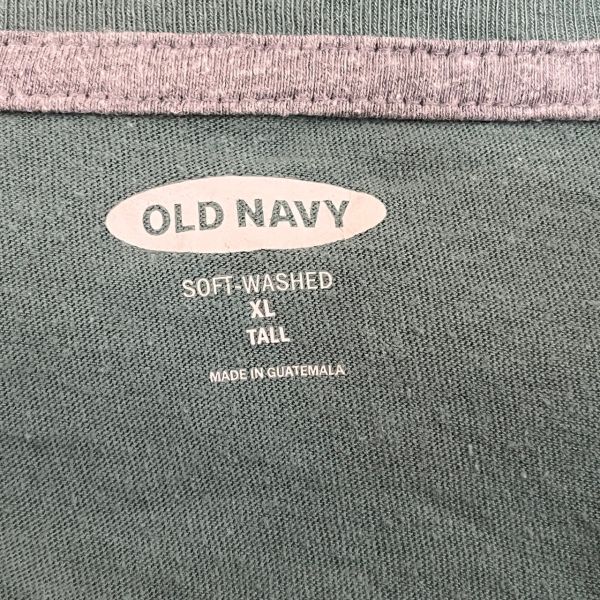 OLD NAVY
SOFT-WASHED
XL
TALL
MADE IN GUATEMALA